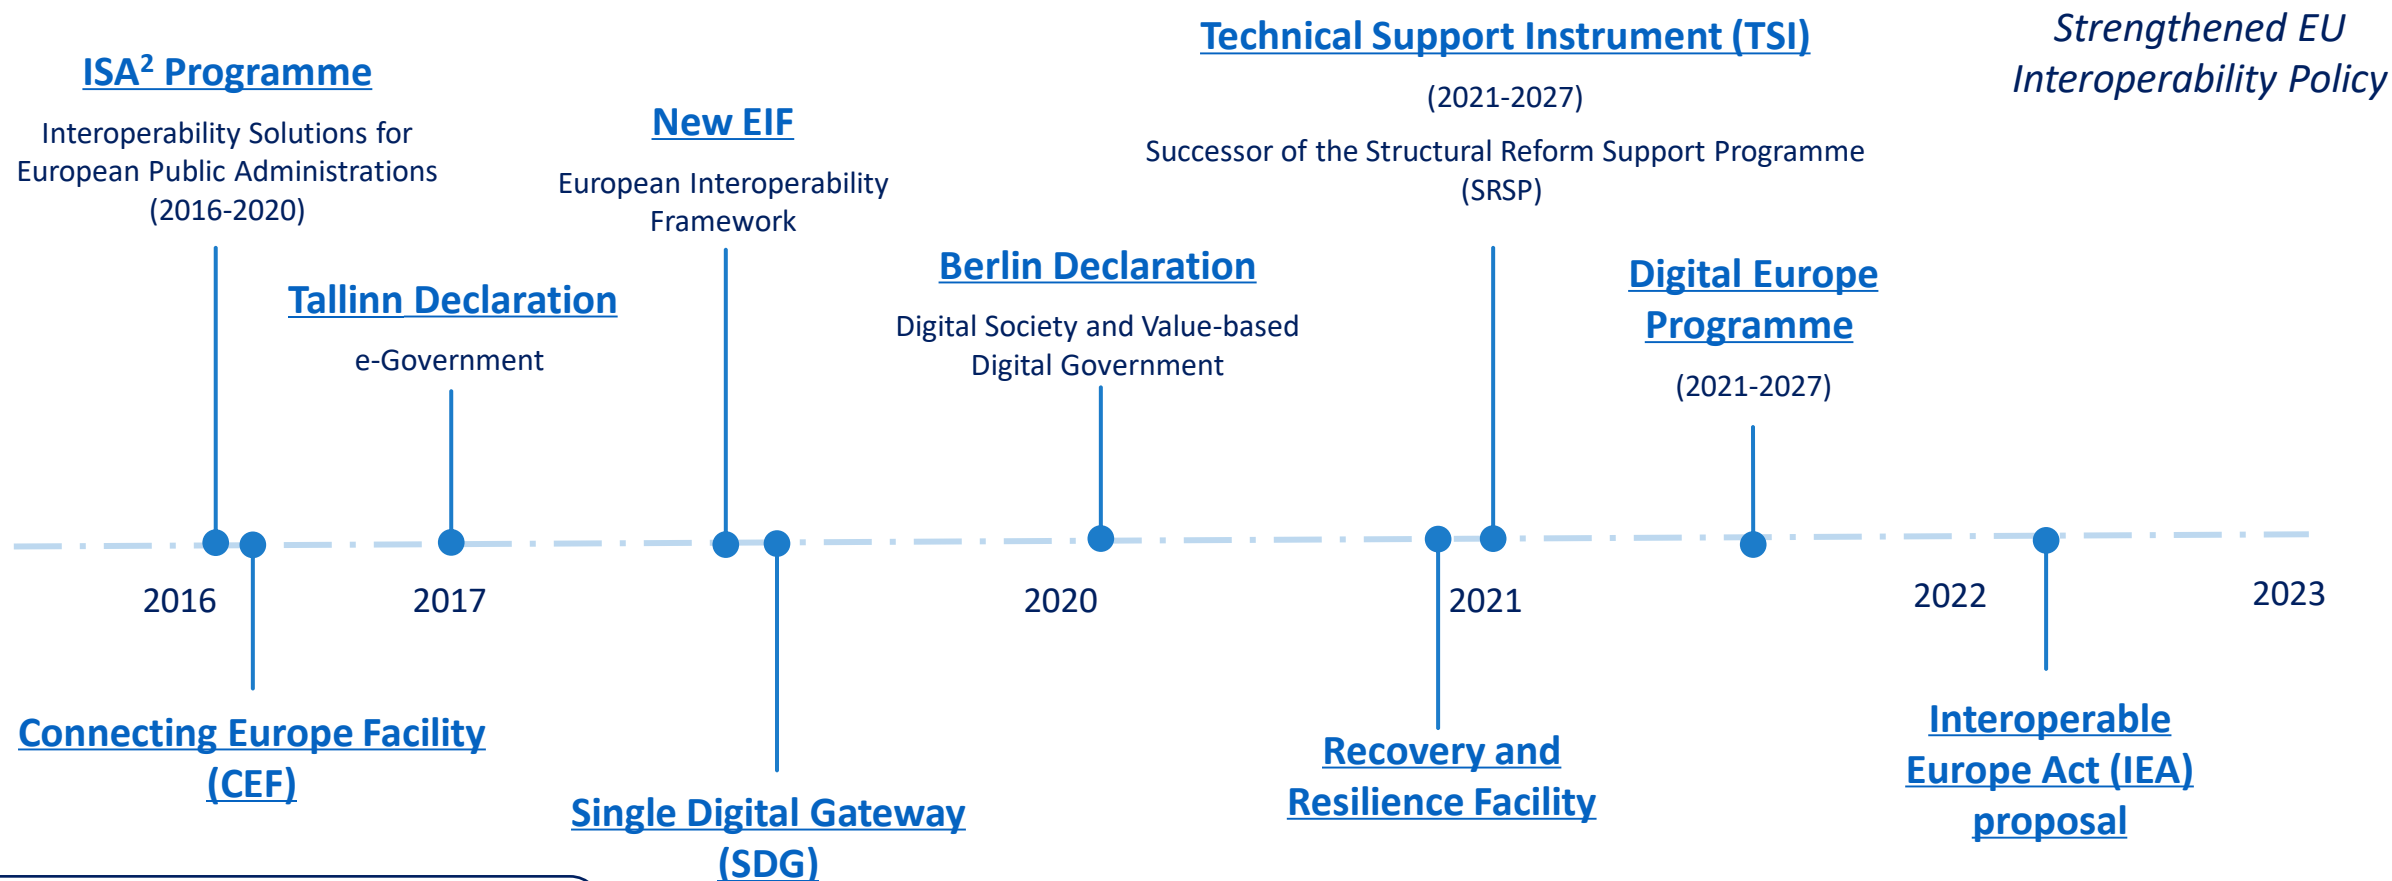 Technical Support Instrument (TSI)
(2021-2027)
Successor of the Structural Reform Support Programme
(SRSP)
Strengthened EU
Interoperability Policy
ISA² Programme
Interoperability Solutions for
European Public Administrations
(2016-2020)
New EIF
European Interoperability
Framework
Tallinn Declaration
e-Government
Berlin Declaration
Digital Society and Value-based
Digital Government
Digital Europe
Programme
(2021-2027)
2016
2017
2020
2021
2022
2023
Connecting Europe Facility
(CEF)
Single Digital Gateway
(SDG)
Recovery and
Resilience Facility
Interoperable
Europe Act (IEA)
proposal